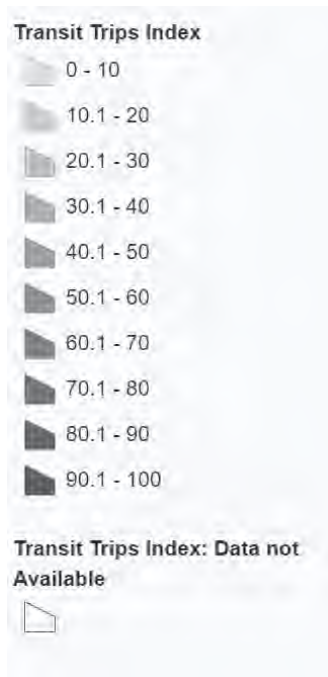 Transit Trips Index
0 - 10
10.1 - 20
20.1 - 30
30.1 - 40
40.1 - 50
50.1 - 60
60.1 - 70
70.1 - 80
80.1 - 90
90.1 - 100
Transit Trips Index: Data not
Available